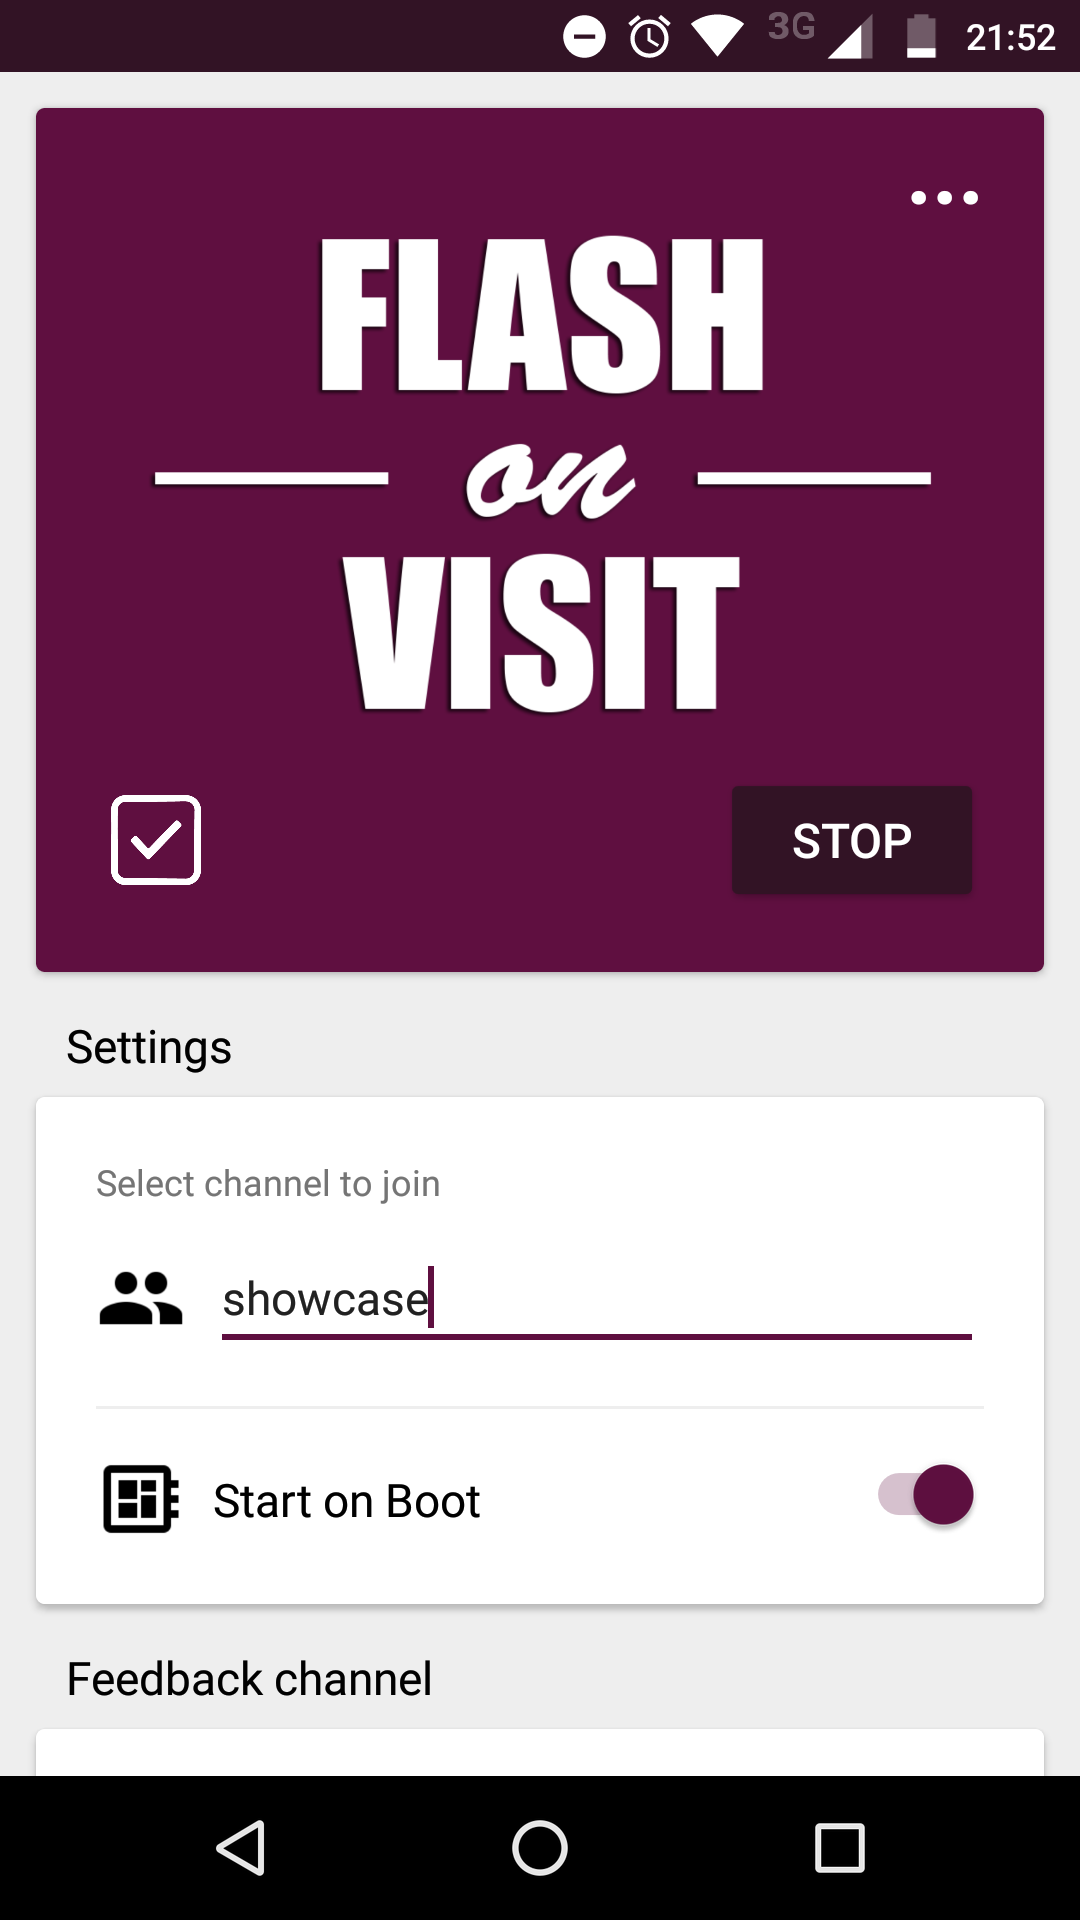 3G 21:52
FLASH
on
VISIT
STOP
Settings
Select channel to join
showcase
Start on Boot
Feedback channel